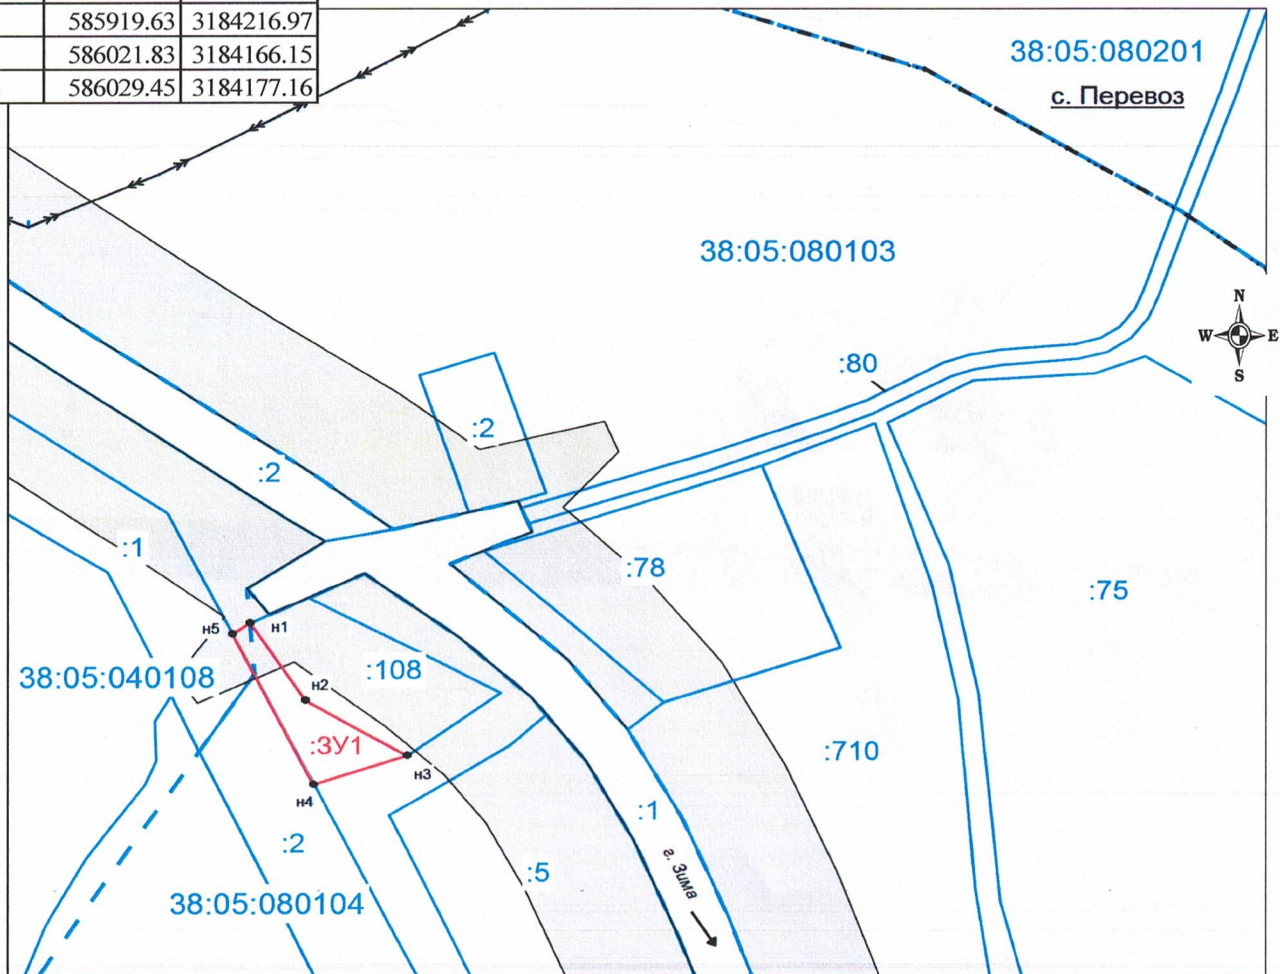 585919.63 3184216.97
586021.83 3184166.15
586029.45 3184177.16
38:05:080201
с. Перевоз
38:05:080103
N
W E
S
:80
:2
:2
:1
:78
:75
н5
н1
38:05:040108
:108
н2
:ЗУ1
н3
:710
н4
:1
:2
г. Зима
:5
38:05:080104